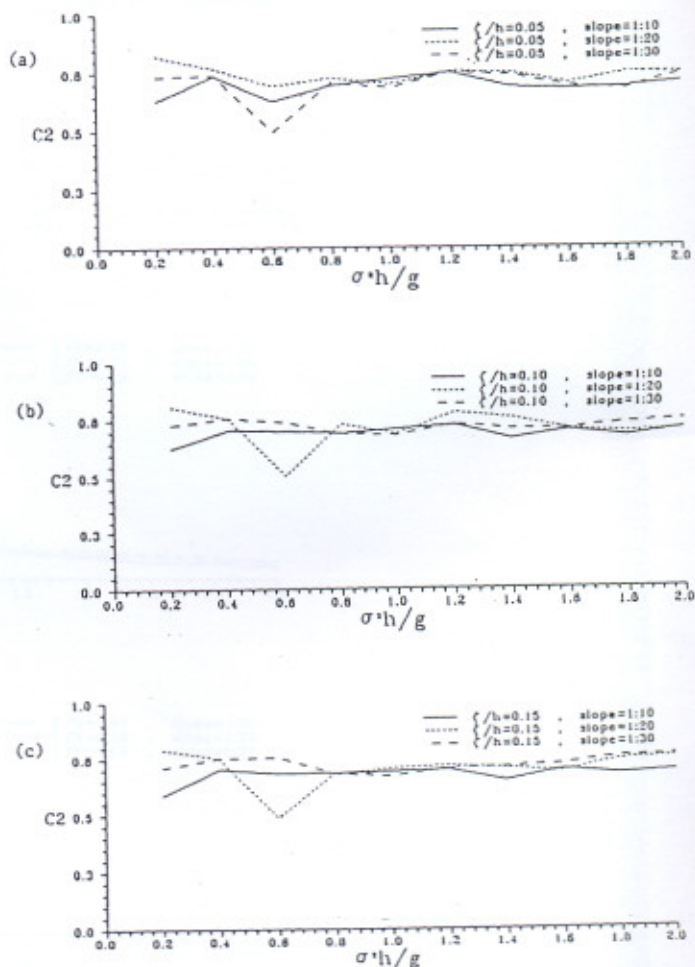 1.0
ζ/h=0.05 , slope=1:10
ζ/h=0.05 , slope=1:20
ζ/h=0.05 , slope=1:30
(a)
0.8
C2
0.5
0.3
0.0
0.0 0.2 0.4 0.6 0.8 1.0 1.2 1.4 1.6 1.8 2.0
σ²h/g
1.0
ζ/h=0.10 , slope=1:10
ζ/h=0.10 , slope=1:20
ζ/h=0.10 , slope=1:30
(b)
0.8
C2
0.5
0.3
0.0
0.0 0.2 0.4 0.6 0.8 1.0 1.2 1.4 1.6 1.8 2.0
σ²h/g
1.0
ζ/h=0.15 , slope=1:10
ζ/h=0.15 , slope=1:20
ζ/h=0.15 , slope=1:30
(c)
0.8
C2
0.5
0.3
0.0
0.0 0.2 0.4 0.6 0.8 1.0 1.2 1.4 1.6 1.8 2.0
σ²h/g